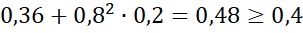 0,36 + 0,8² · 0,2 = 0,48 ≥ 0,4